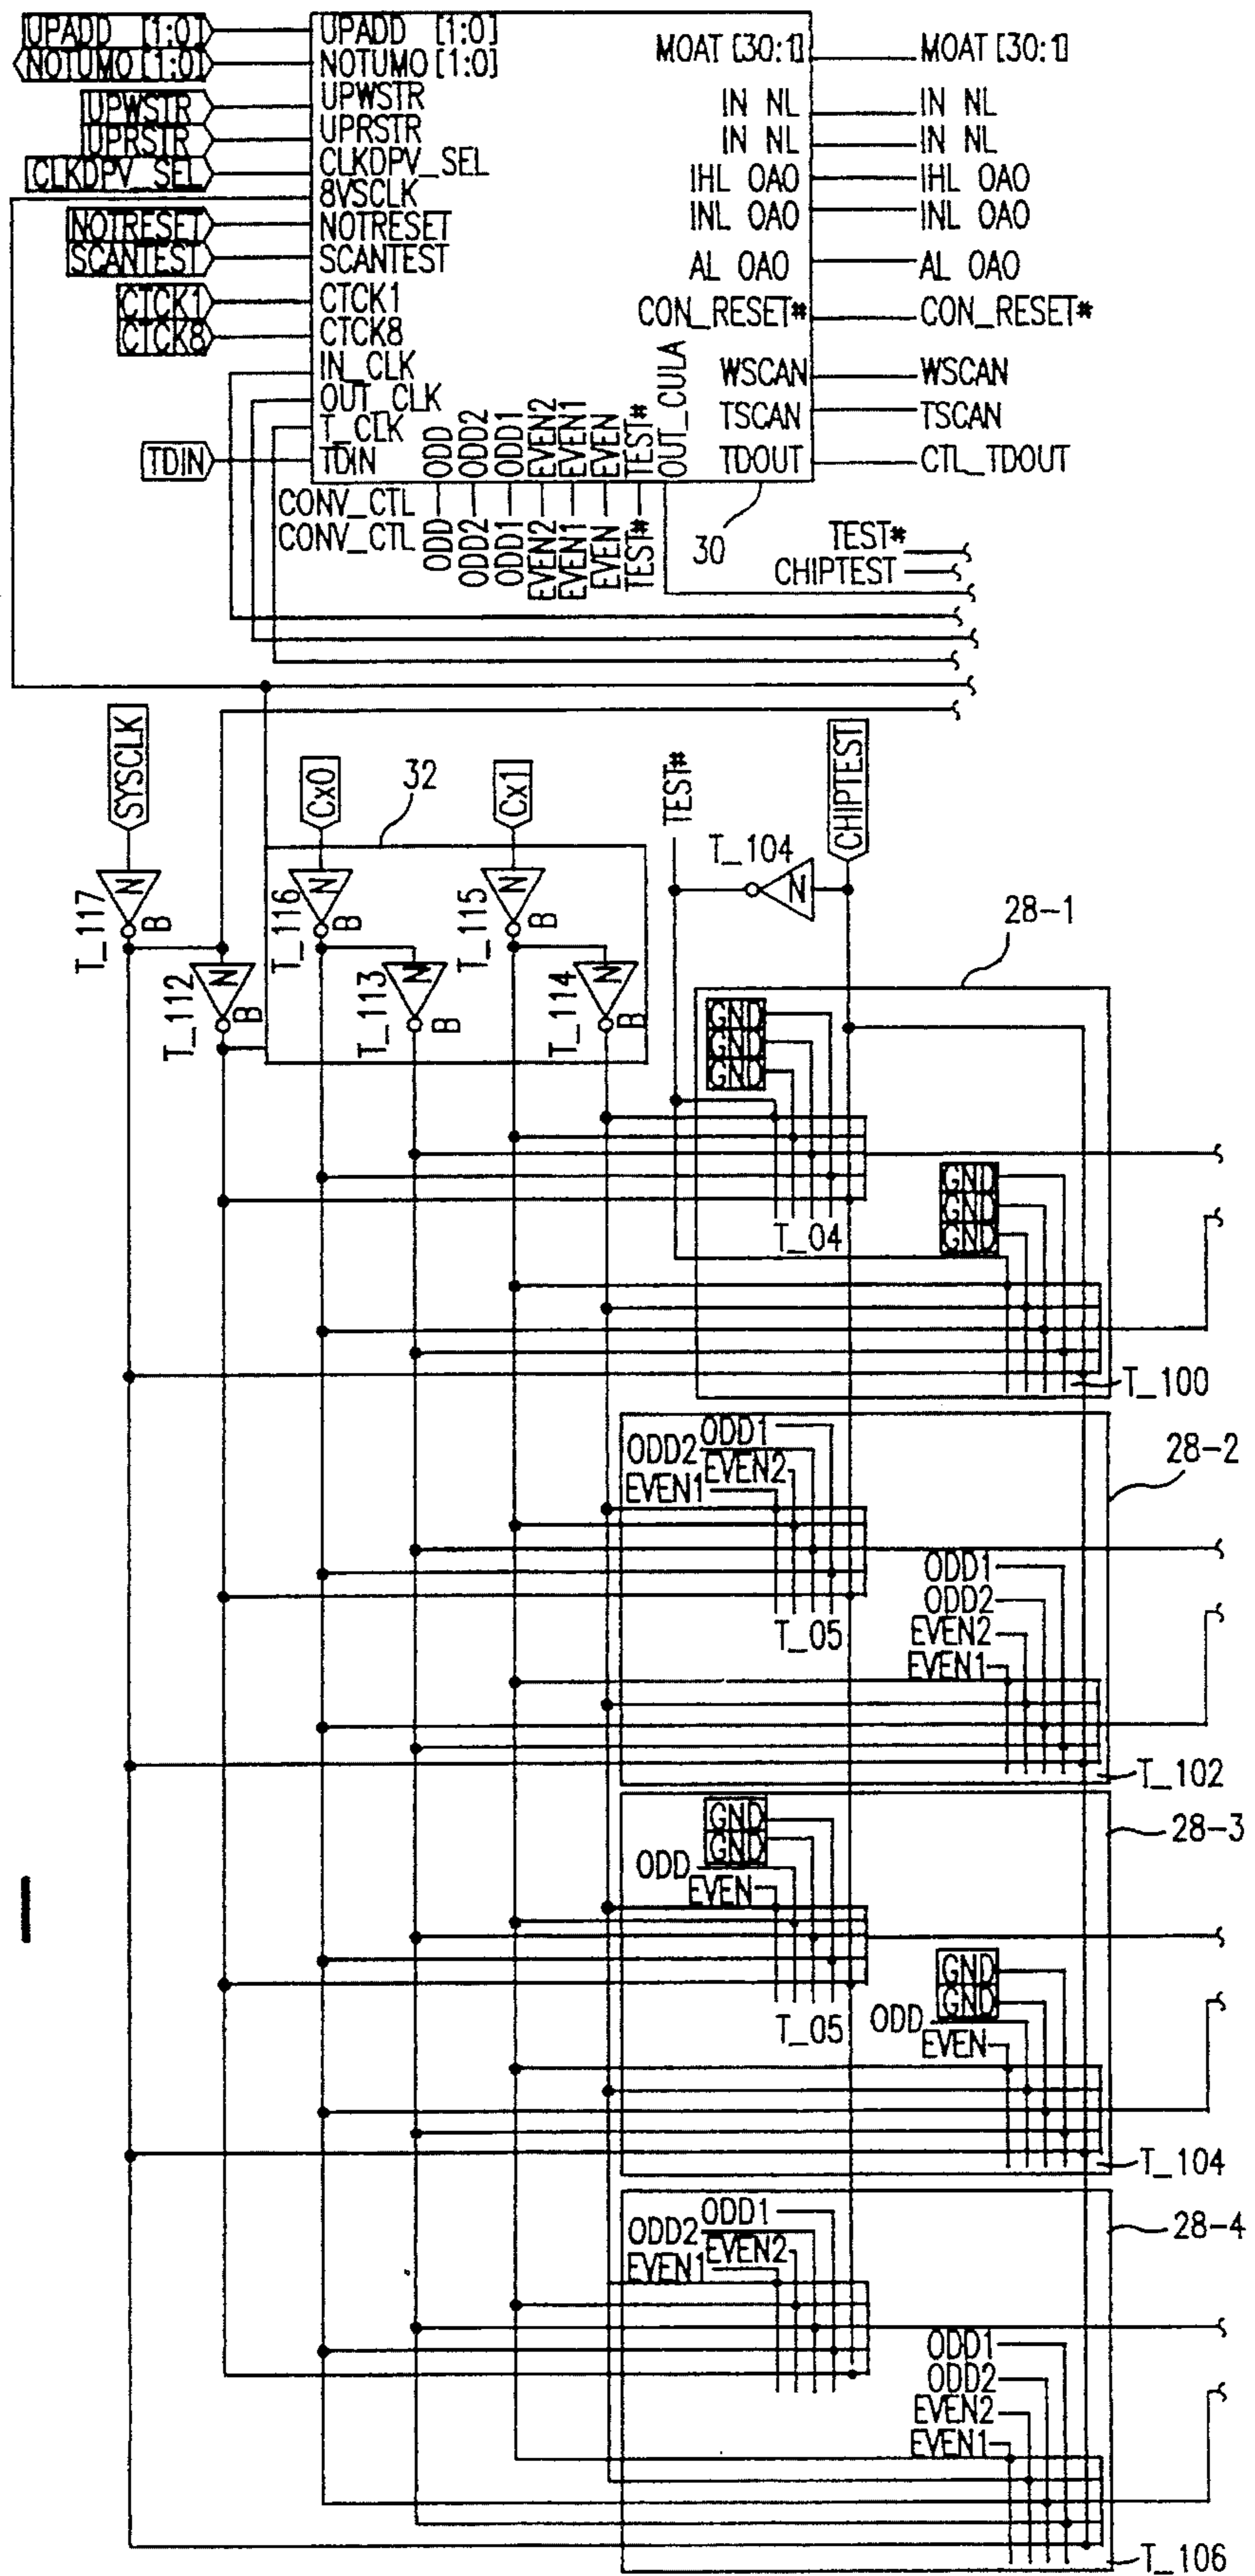 UPADD [1:0]
NOTUMO [1:0]
UPWSTR
UPRSTR
CLKDPV_SEL
NOTRESET
SCANTEST
CTCK1
CTCK8
TDIN
UPADD [1:0]
NOTUMO [1:0]
UPWSTR
UPRSTR
CLKDPV_SEL
8VSCLK
NOTRESET
SCANTEST
CTCK1
CTCK8
IN_CLK
OUT_CLK
T_CLK
TDIN
MOAT [30:1]
IN NL
IN NL
IHL OAO
INL OAO
AL OAO
CON_RESET*
WSCAN
TSCAN
TDOUT
MOAT [30:1]
IN NL
IN NL
IHL OAO
INL OAO
AL OAO
CON_RESET*
WSCAN
TSCAN
CTL_TDOUT
ODD
ODD2
ODD1
EVEN2
EVEN1
EVEN
TEST*
OUT_CULA
CONV_CTL
CONV_CTL
ODD
ODD2
ODD1
EVEN2
EVEN1
EVEN
TEST*
30
TEST*
CHIPTEST
SYSCLK
Cx0
32
Cx1
TEST*
CHIPTEST
T_104
N
N
N
N
T_117
B
T_116
B
T_115
B
28-1
N
N
N
T_112
B
T_113
B
T_114
B
GND
GND
GND
GND
GND
GND
T_04
T_100
28-2
ODD1
ODD2
EVEN2
EVEN1
ODD1
ODD2
EVEN2
EVEN1
T_05
T_102
28-3
GND
GND
ODD
EVEN
GND
GND
ODD
EVEN
T_05
T_104
28-4
ODD1
ODD2
EVEN2
EVEN1
ODD1
ODD2
EVEN2
EVEN1
T_106